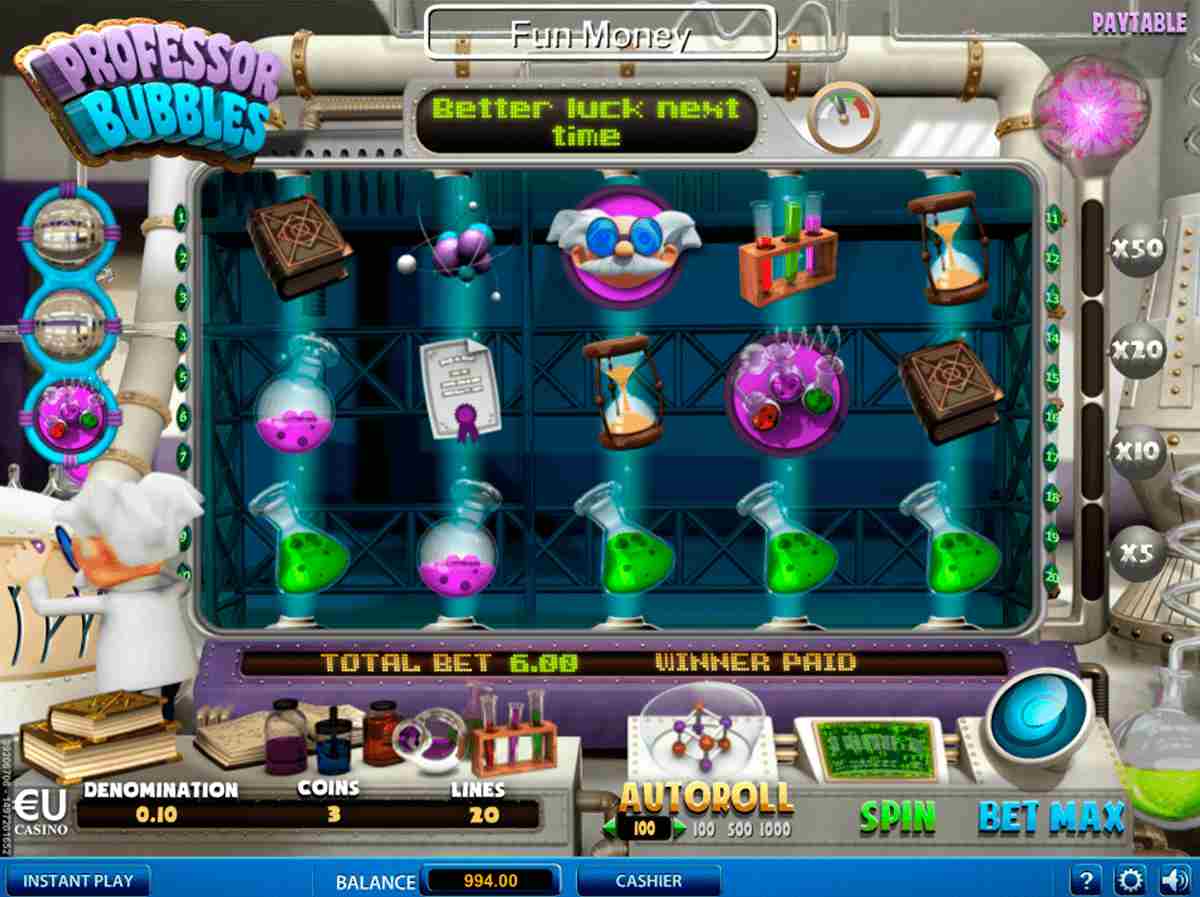 Fun Money
PAYTABLE
PROFESSOR
BUBBLES
Better luck next
time
1
2
3
4
5
6
7
9
11
12
13
14
15
16
17
18
19
20
X50
X20
X10
X5
TOTAL BET 6.00 WINNER PAID
DENOMINATION COINS LINES
0.10 3 20
€U
CASINO
AUTOROLL
100 100 500 1000
SPIN
BET MAX
INSTANT PLAY
BALANCE 994.00
CASHIER
?